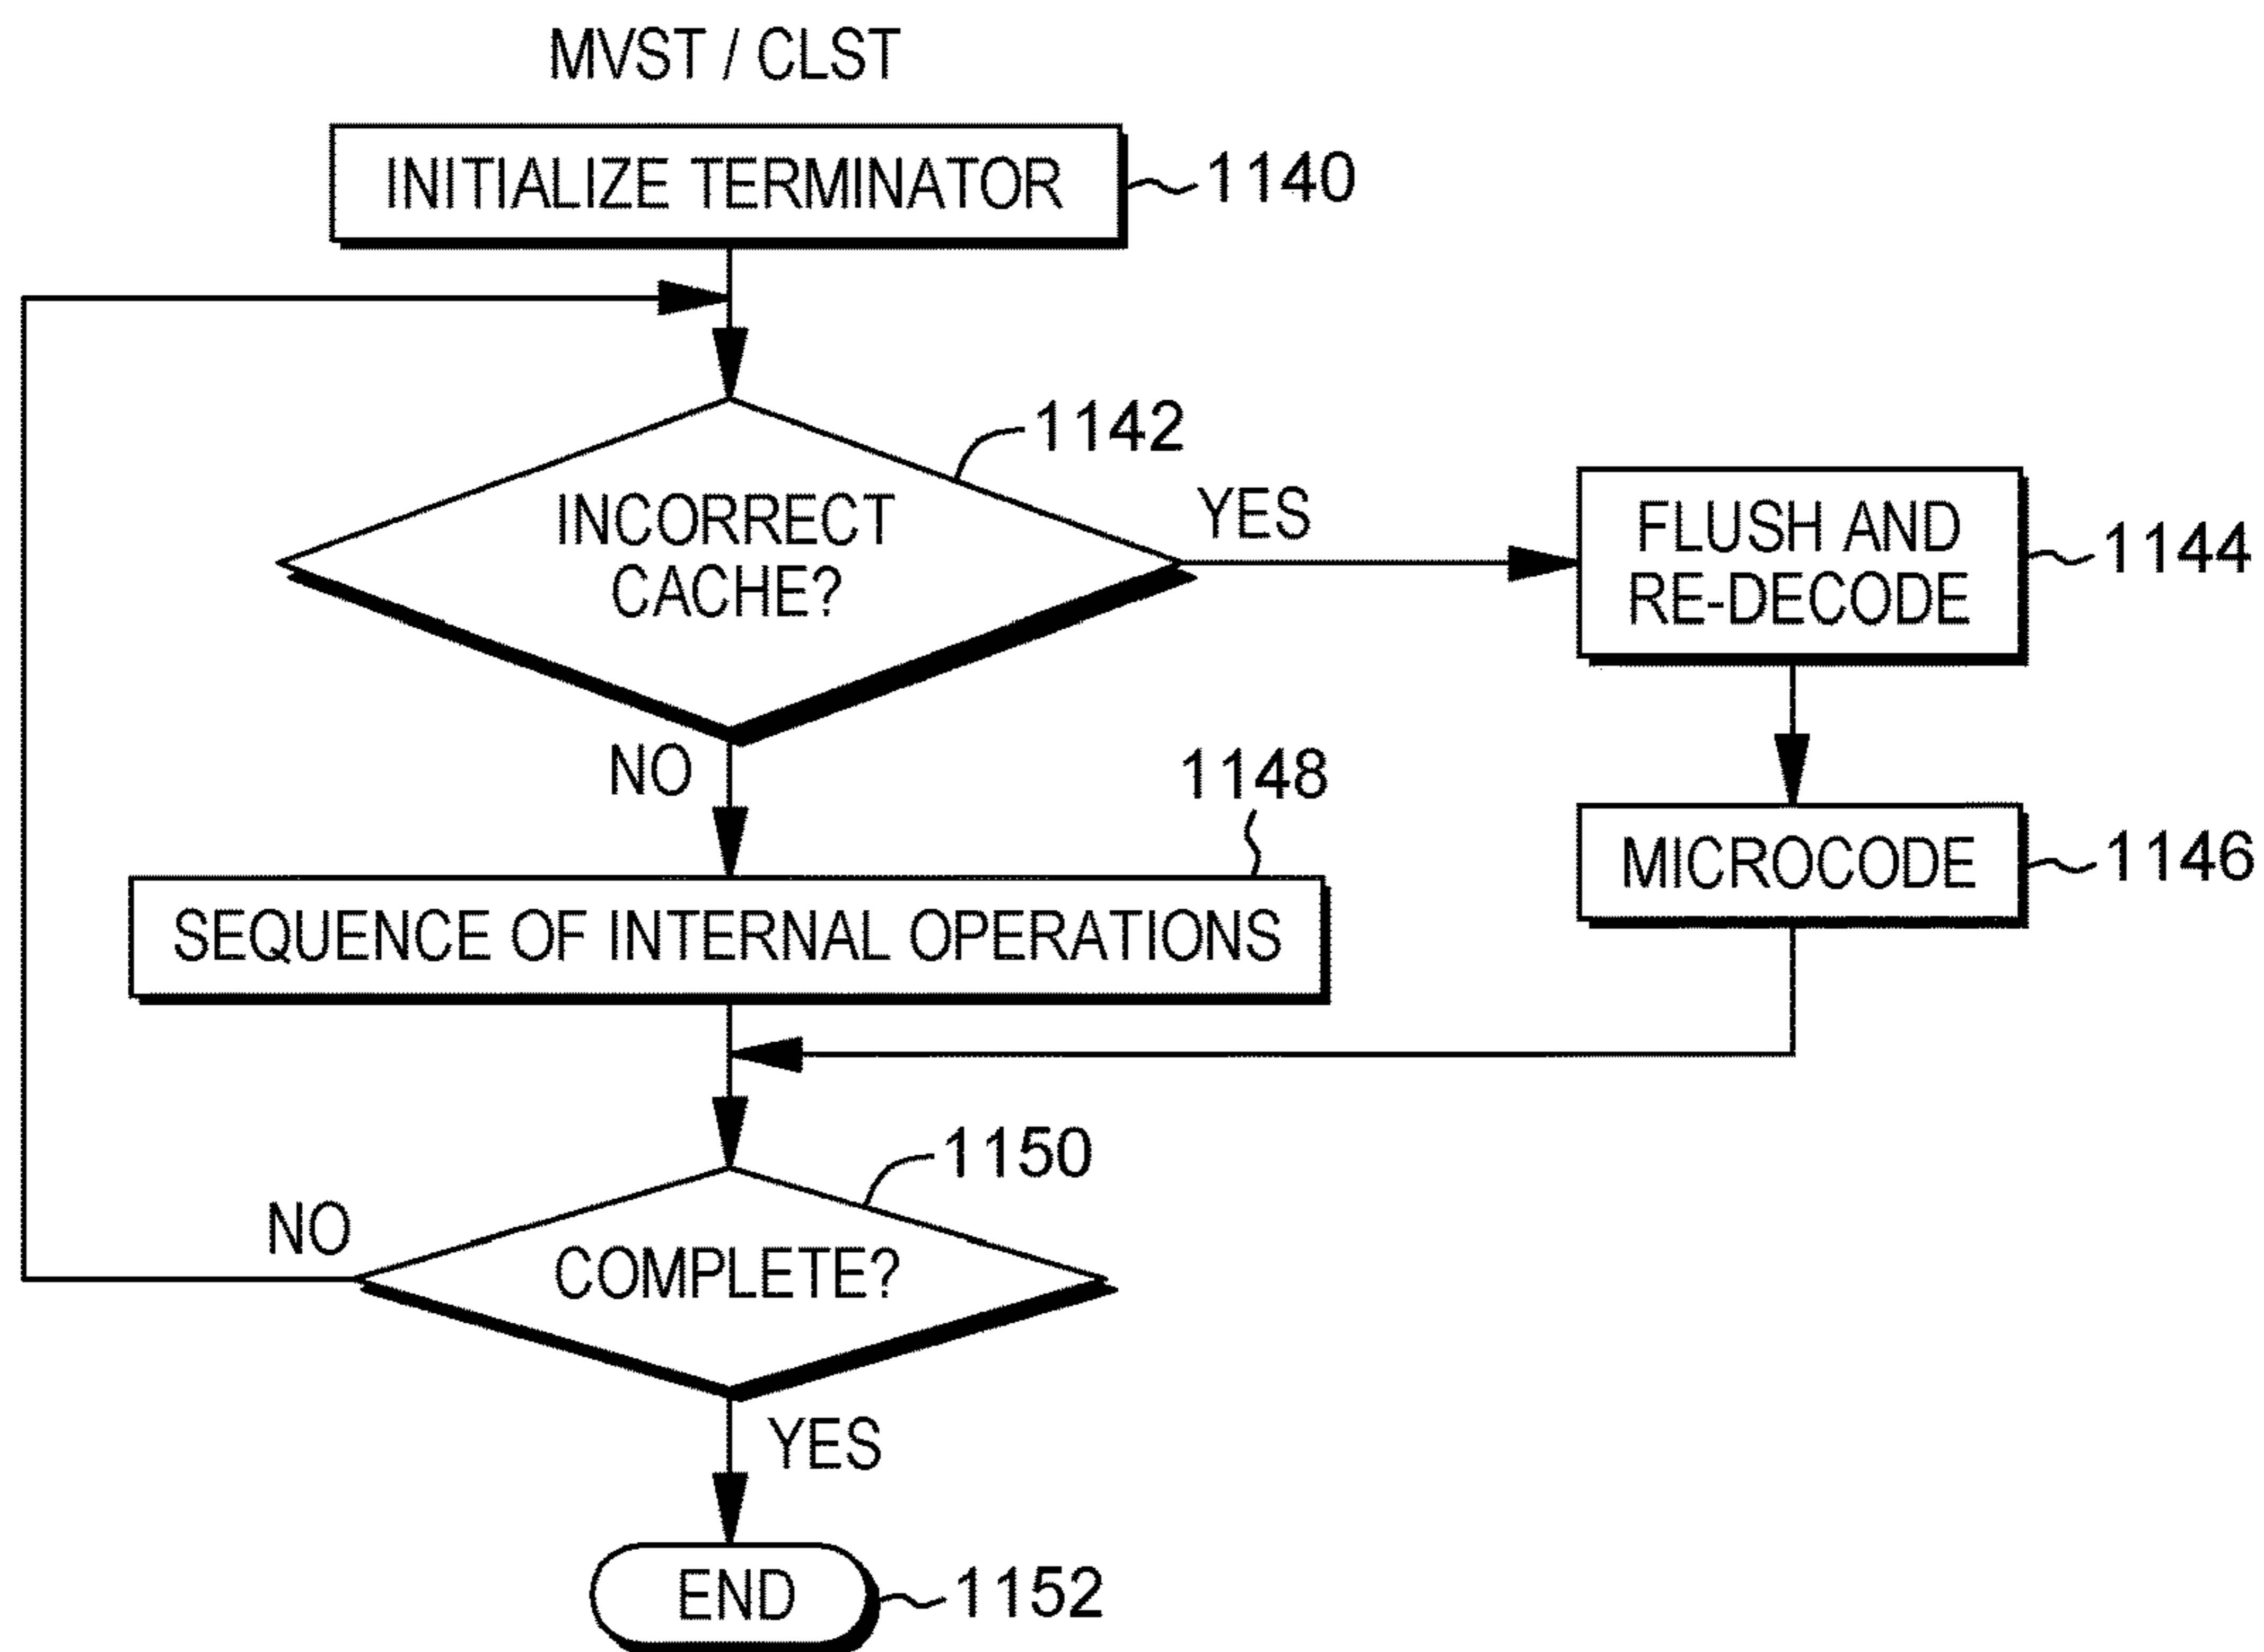 MVST / CLST
INITIALIZE TERMINATOR
1140
1142
INCORRECT
CACHE?
YES
FLUSH AND
RE-DECODE
1144
NO
1148
MICROCODE
1146
SEQUENCE OF INTERNAL OPERATIONS
1150
NO
COMPLETE?
YES
END
1152